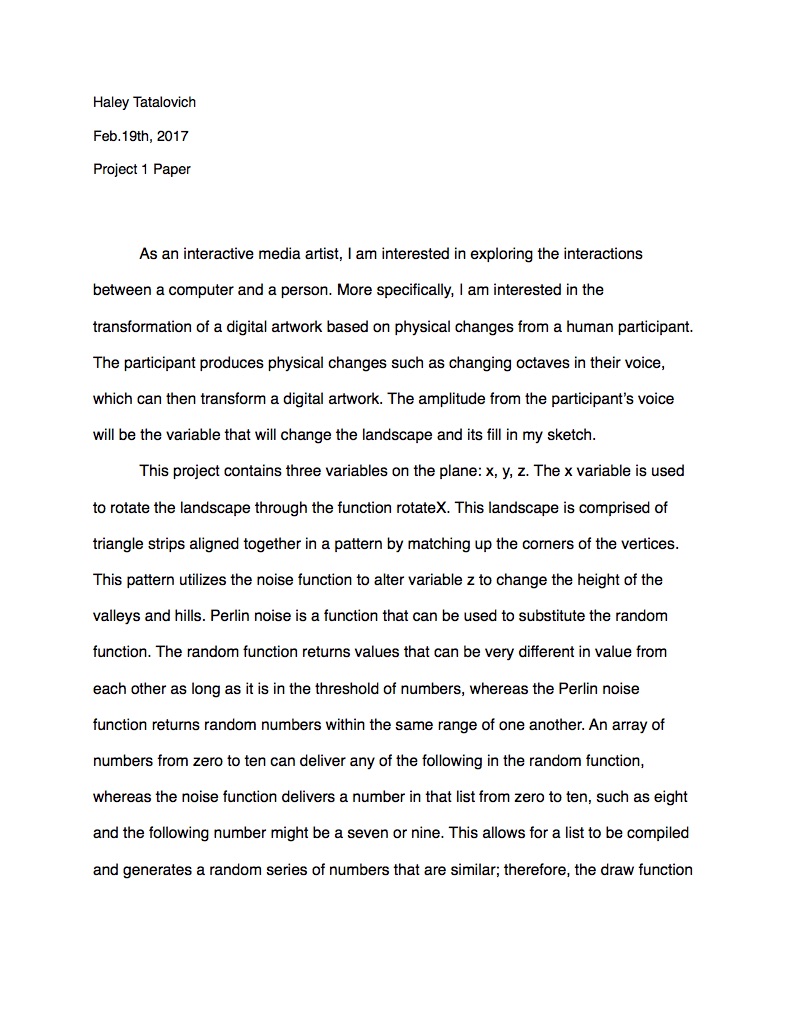 Haley Tatalovich
Feb.19th, 2017
Project 1 Paper
As an interactive media artist, I am interested in exploring the interactions
between a computer and a person. More specifically, I am interested in the
transformation of a digital artwork based on physical changes from a human participant.
The participant produces physical changes such as changing octaves in their voice,
which can then transform a digital artwork. The amplitude from the participant’s voice
will be the variable that will change the landscape and its fill in my sketch.
This project contains three variables on the plane: x, y, z. The x variable is used
to rotate the landscape through the function rotateX. This landscape is comprised of
triangle strips aligned together in a pattern by matching up the corners of the vertices.
This pattern utilizes the noise function to alter variable z to change the height of the
valleys and hills. Perlin noise is a function that can be used to substitute the random
function. The random function returns values that can be very different in value from
each other as long as it is in the threshold of numbers, whereas the Perlin noise
function returns random numbers within the same range of one another. An array of
numbers from zero to ten can deliver any of the following in the random function,
whereas the noise function delivers a number in that list from zero to ten, such as eight
and the following number might be a seven or nine. This allows for a list to be compiled
and generates a random series of numbers that are similar; therefore, the draw function